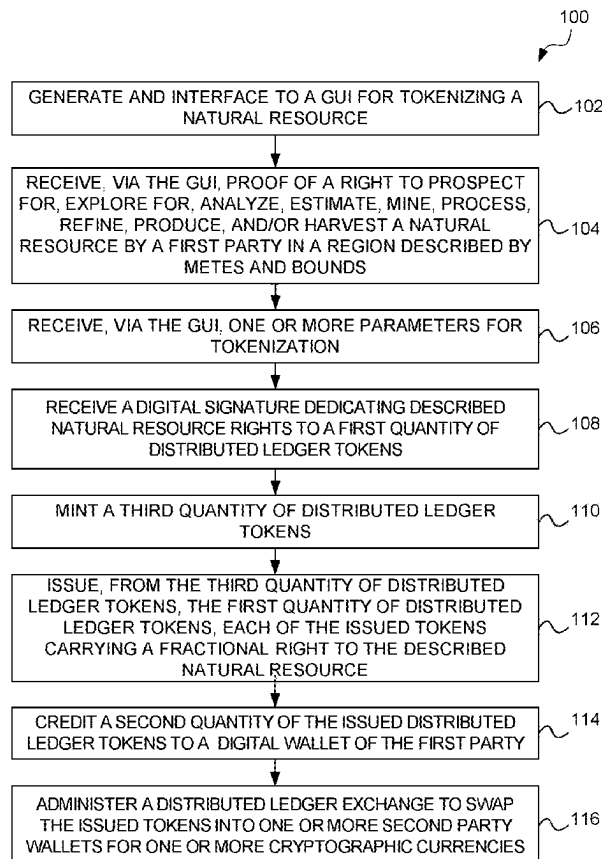 100
GENERATE AND INTERFACE TO A GUI FOR TOKENIZING A
NATURAL RESOURCE
102
RECEIVE, VIA THE GUI, PROOF OF A RIGHT TO PROSPECT
FOR, EXPLORE FOR, ANALYZE, ESTIMATE, MINE, PROCESS,
REFINE, PRODUCE, AND/OR HARVEST A NATURAL
RESOURCE BY A FIRST PARTY IN A REGION DESCRIBED BY
METES AND BOUNDS
104
RECEIVE, VIA THE GUI, ONE OR MORE PARAMETERS FOR
TOKENIZATION
106
RECEIVE A DIGITAL SIGNATURE DEDICATING DESCRIBED
NATURAL RESOURCE RIGHTS TO A FIRST QUANTITY OF
DISTRIBUTED LEDGER TOKENS
108
MINT A THIRD QUANTITY OF DISTRIBUTED LEDGER
TOKENS
110
ISSUE, FROM THE THIRD QUANTITY OF DISTRIBUTED
LEDGER TOKENS, THE FIRST QUANTITY OF DISTRIBUTED
LEDGER TOKENS, EACH OF THE ISSUED TOKENS
CARRYING A FRACTIONAL RIGHT TO THE DESCRIBED
NATURAL RESOURCE
112
CREDIT A SECOND QUANTITY OF THE ISSUED DISTRIBUTED
LEDGER TOKENS TO A DIGITAL WALLET OF THE FIRST PARTY
114
ADMINISTER A DISTRIBUTED LEDGER EXCHANGE TO SWAP
THE ISSUED TOKENS INTO ONE OR MORE SECOND PARTY
WALLETS FOR ONE OR MORE CRYPTOGRAPHIC CURRENCIES
116